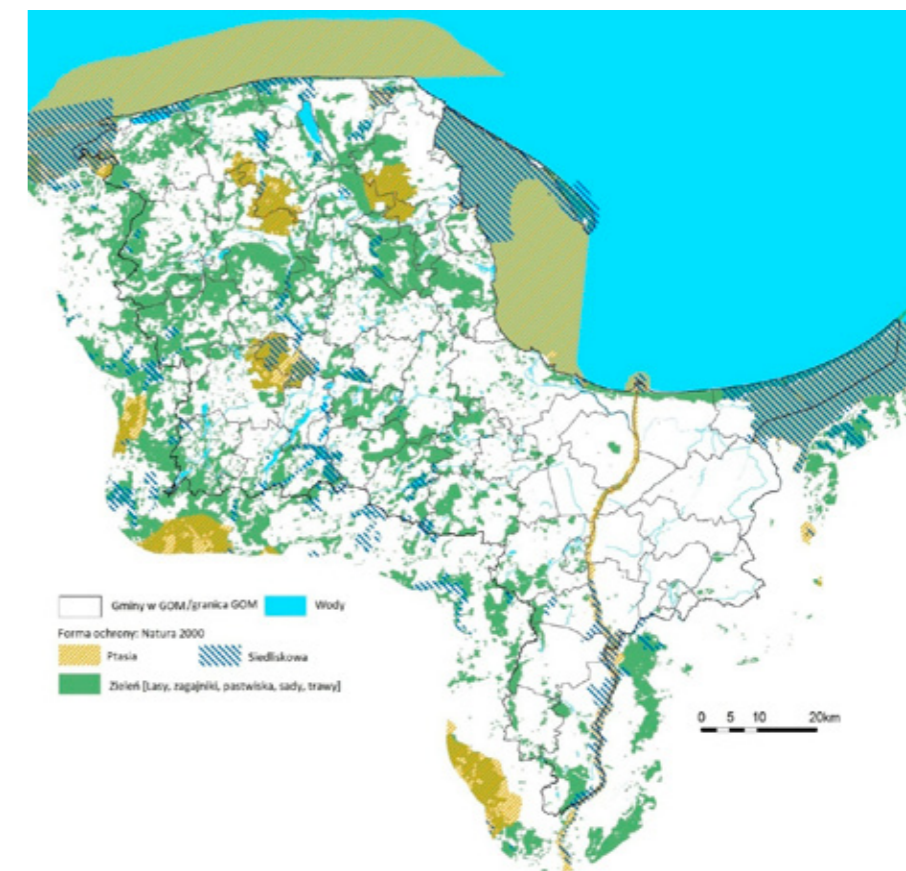 Gminy w GOM/granica GOM Wody
Forma ochrony: Natura 2000
Ptasia Siedliskowa
Zieleń [Lasy, zagajniki, pastwiska, sady, trawy]
0 5 10 20km